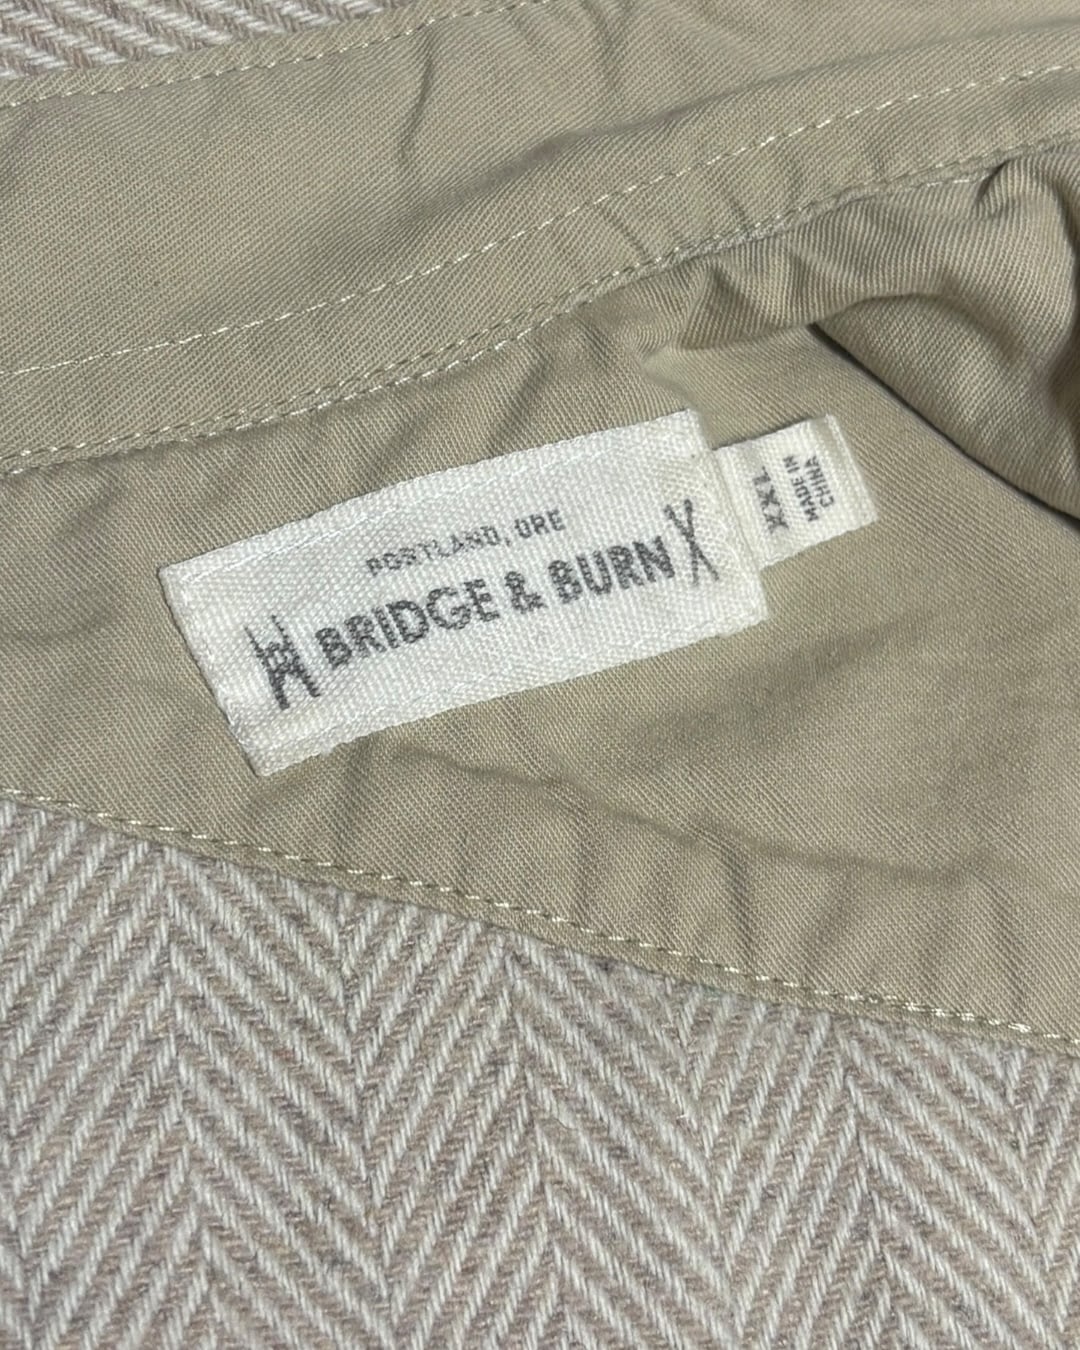 PORTLAND, ORE
BRIDGE & BURN
XXL
MADE IN
CHINA